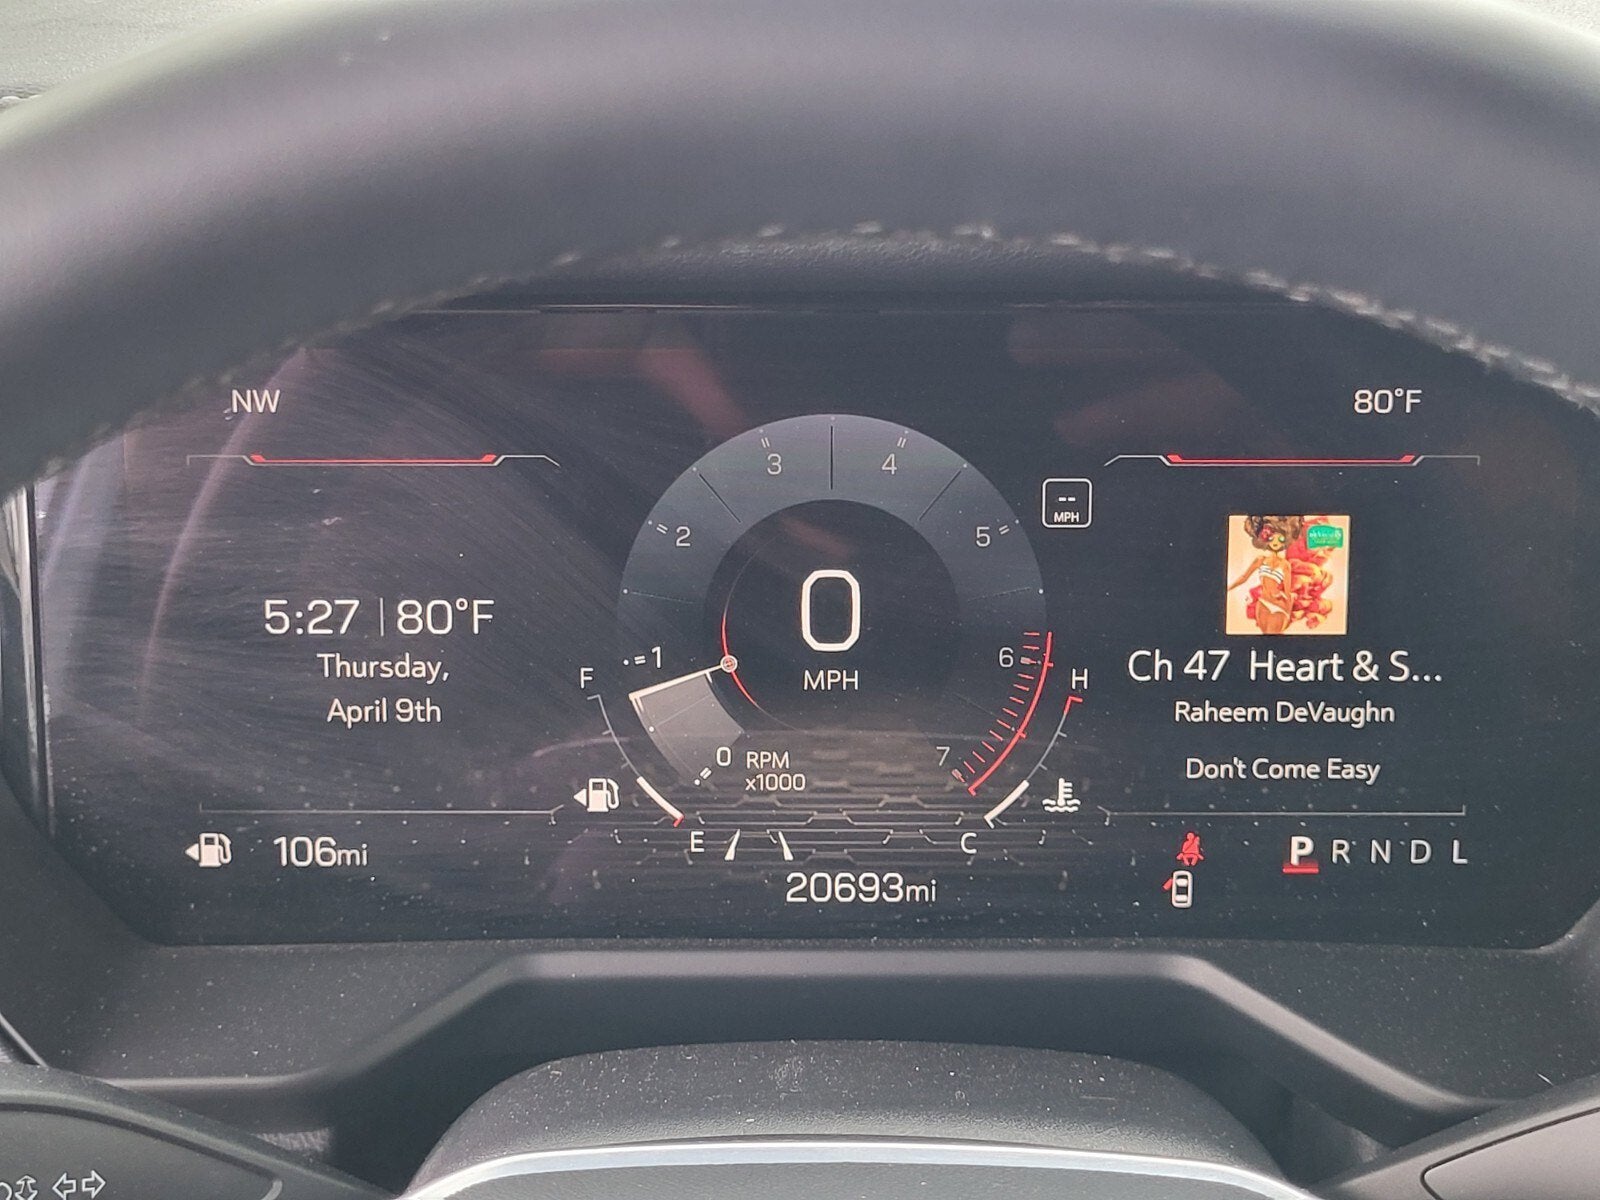 NW
80°F
3
4
2
5
--
MPH
5:27 | 80°F
Thursday,
April 9th
0
MPH
1
6
F
H
0
RPM
x1000
7
Ch 47 Heart & S...
Raheem DeVaughn
Don't Come Easy
E
C
106mi
20693mi
P R N D L